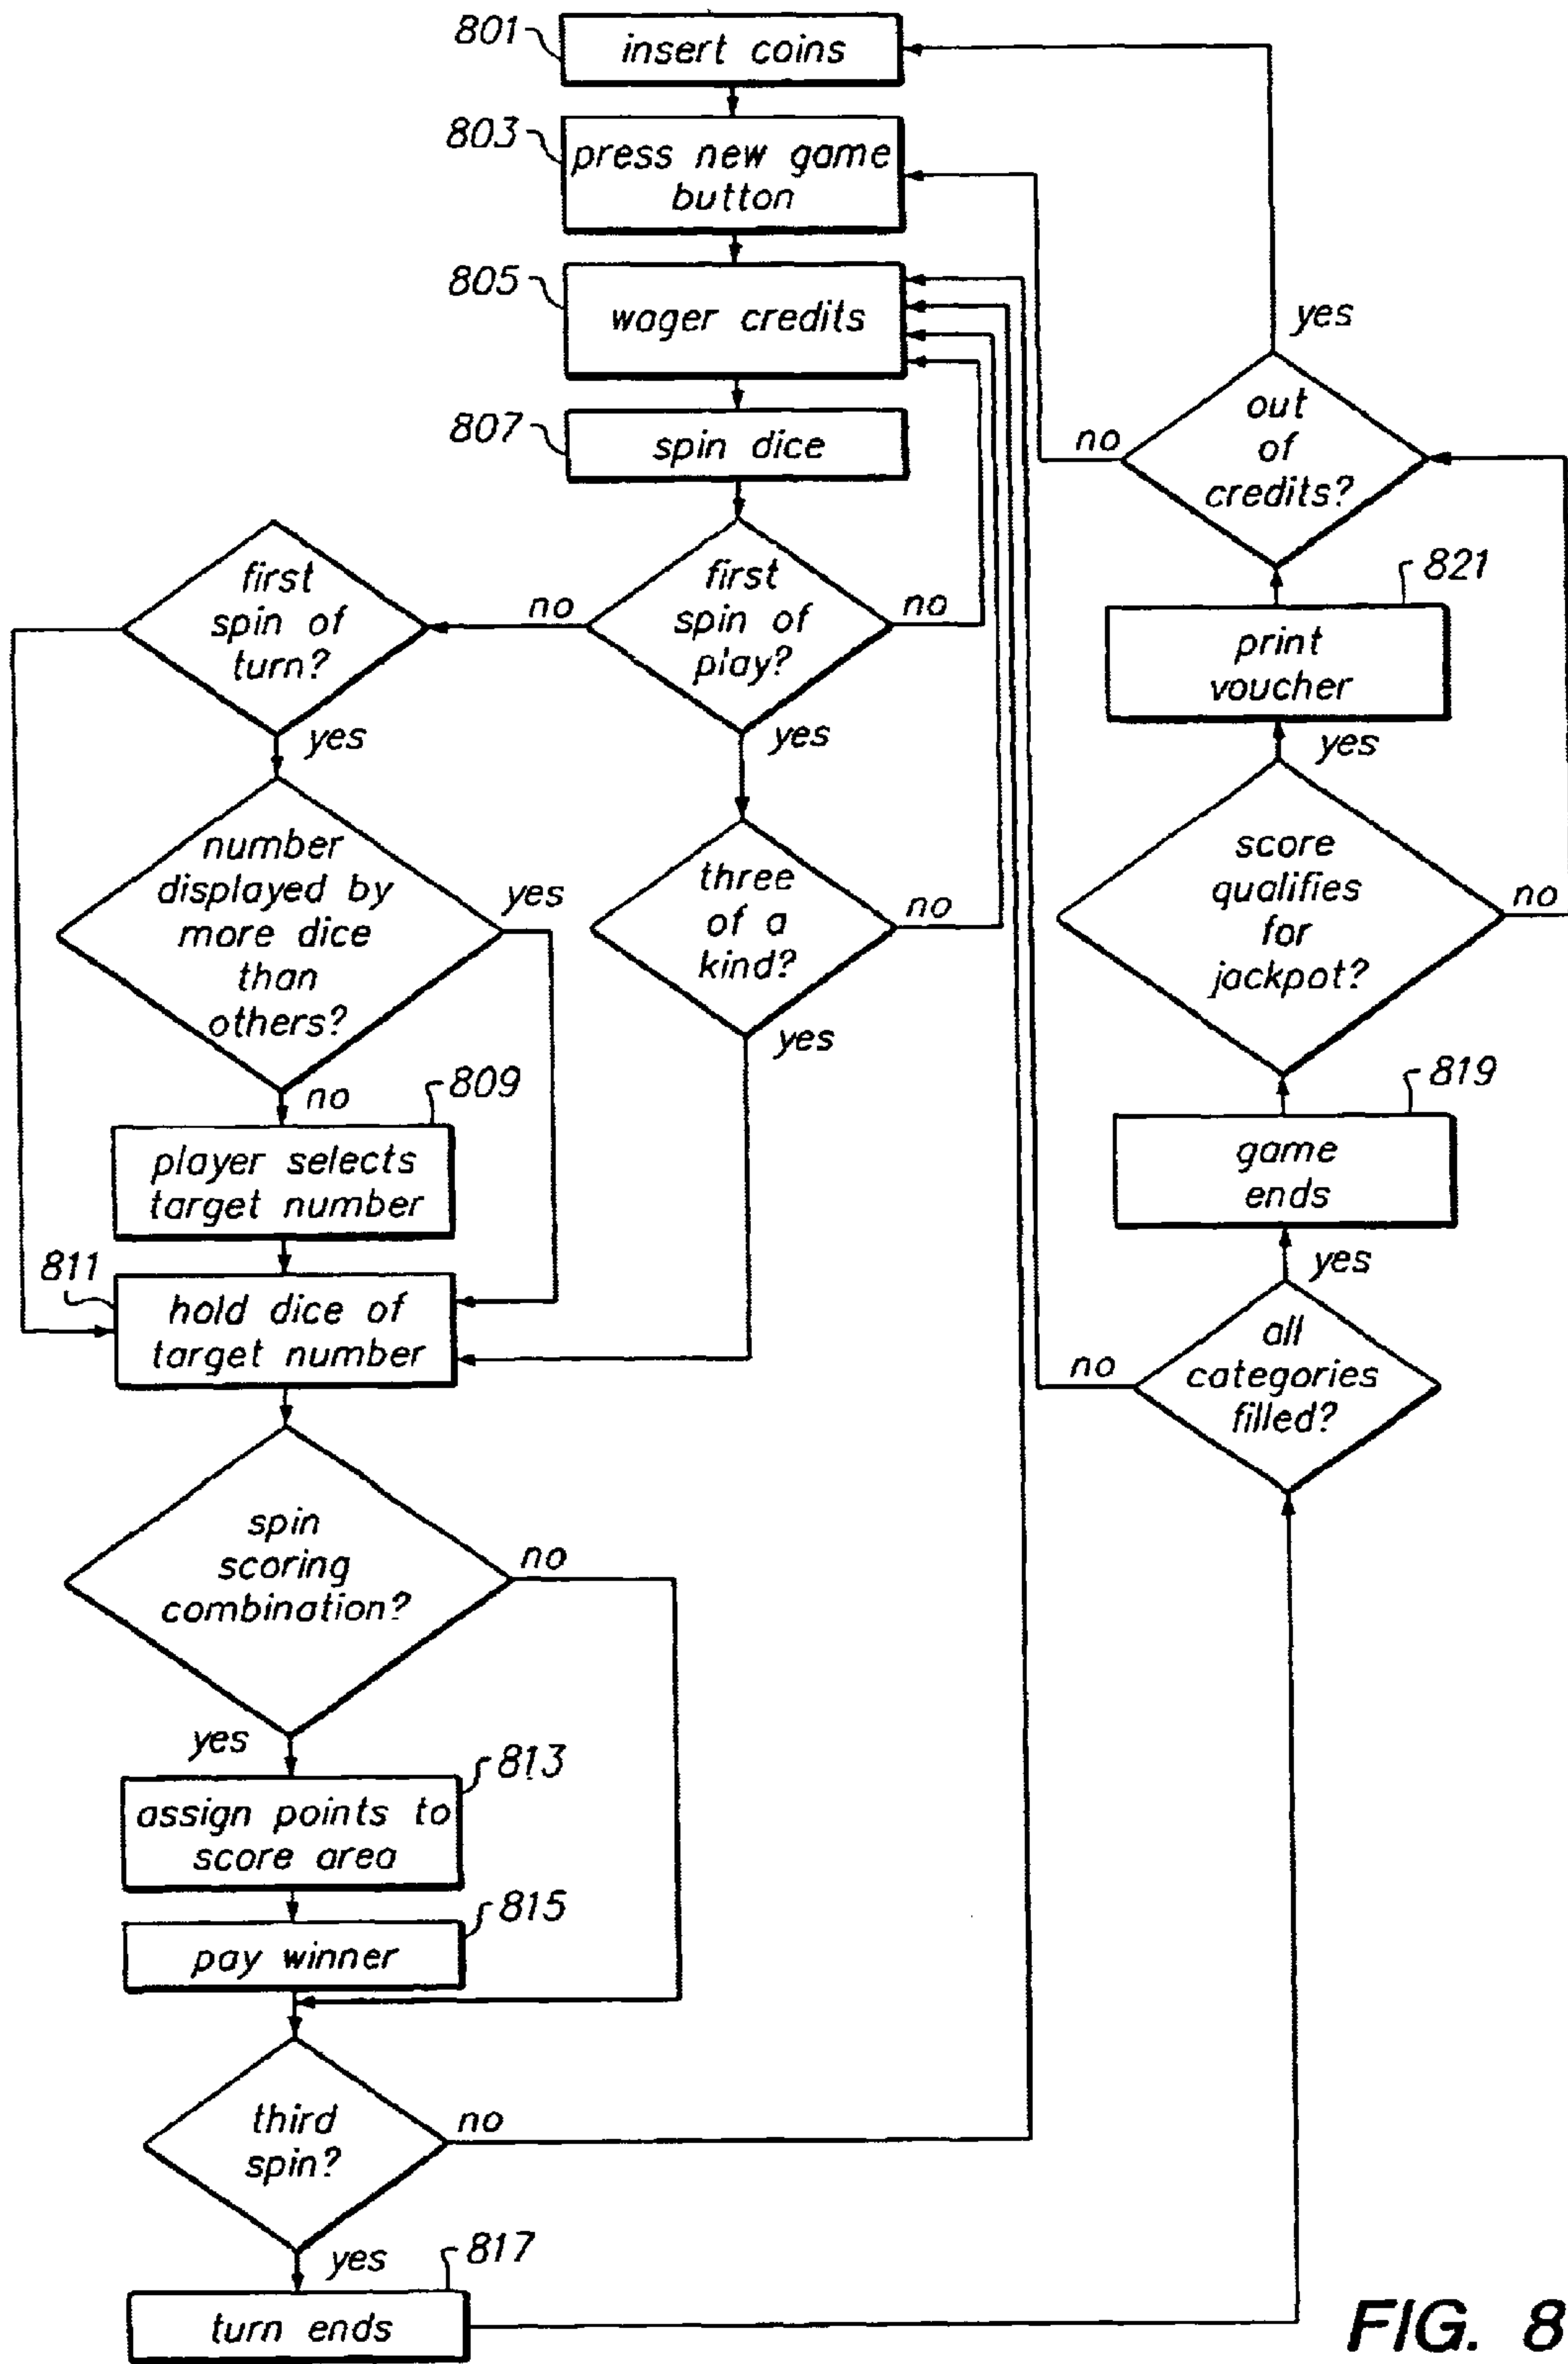 801
insert coins
803
press new game
button
805
wager credits
yes
807
spin dice
out
of
credits?
no
first
spin of
turn?
no
first
spin of
play?
no
821
print
voucher
yes
yes
yes
number
displayed by
more dice
than
others?
yes
three
of a
kind?
no
score
qualifies
for
jackpot?
no
yes
no
809
player selects
target number
819
game
ends
yes
811
hold dice of
target number
all
categories
filled?
no
spin
scoring
combination?
no
yes
813
assign points to
score area
815
pay winner
third
spin?
no
yes
817
turn ends
FIG. 8